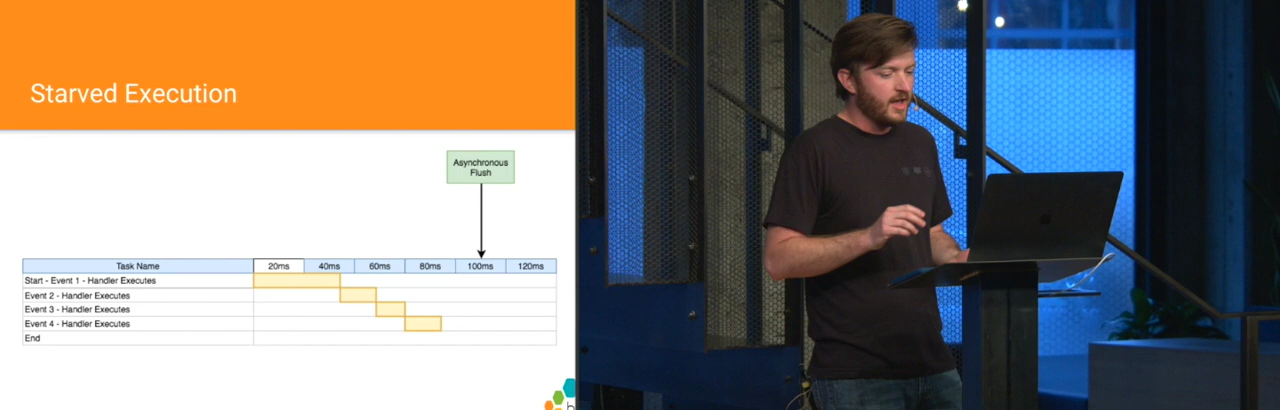 Starved Execution
Asynchronous
Flush
Task Name 20ms 40ms 60ms 80ms 100ms 120ms
Start - Event 1 - Handler Executes
Event 2 - Handler Executes
Event 3 - Handler Executes
Event 4 - Handler Executes
End